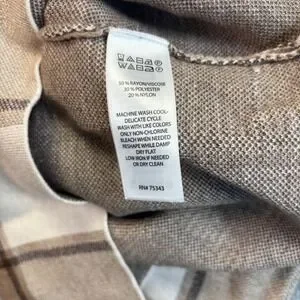 50% RAYON/VISCOSE
30% POLYESTER
20% NYLON
MACHINE WASH COOL-
DELICATE CYCLE
WASH WITH LIKE COLORS
ONLY NON-CHLORINE
BLEACH WHEN NEEDED
RESHAPE WHILE DAMP
DRY FLAT
LOW IRON IF NEEDED
OR DRY CLEAN
RN# 75343